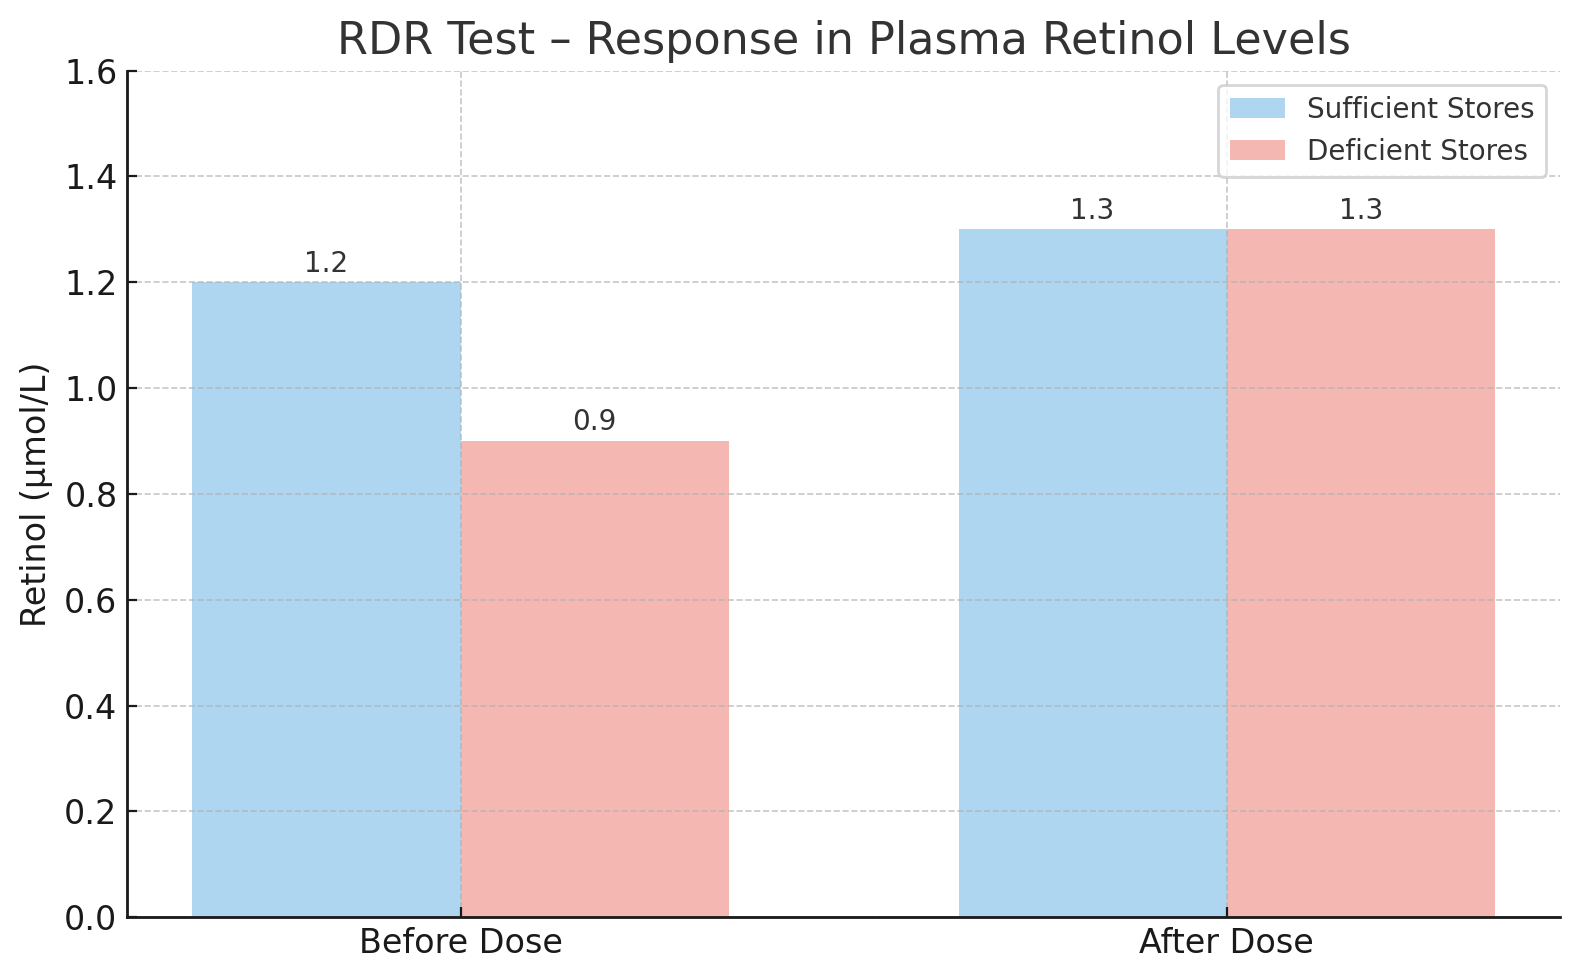 RDR Test – Response in Plasma Retinol Levels
Retinol (µmol/L)
1.6
1.4
1.2
1.0
0.8
0.6
0.4
0.2
0.0
Sufficient Stores
Deficient Stores
1.2
0.9
1.3
1.3
Before Dose
After Dose